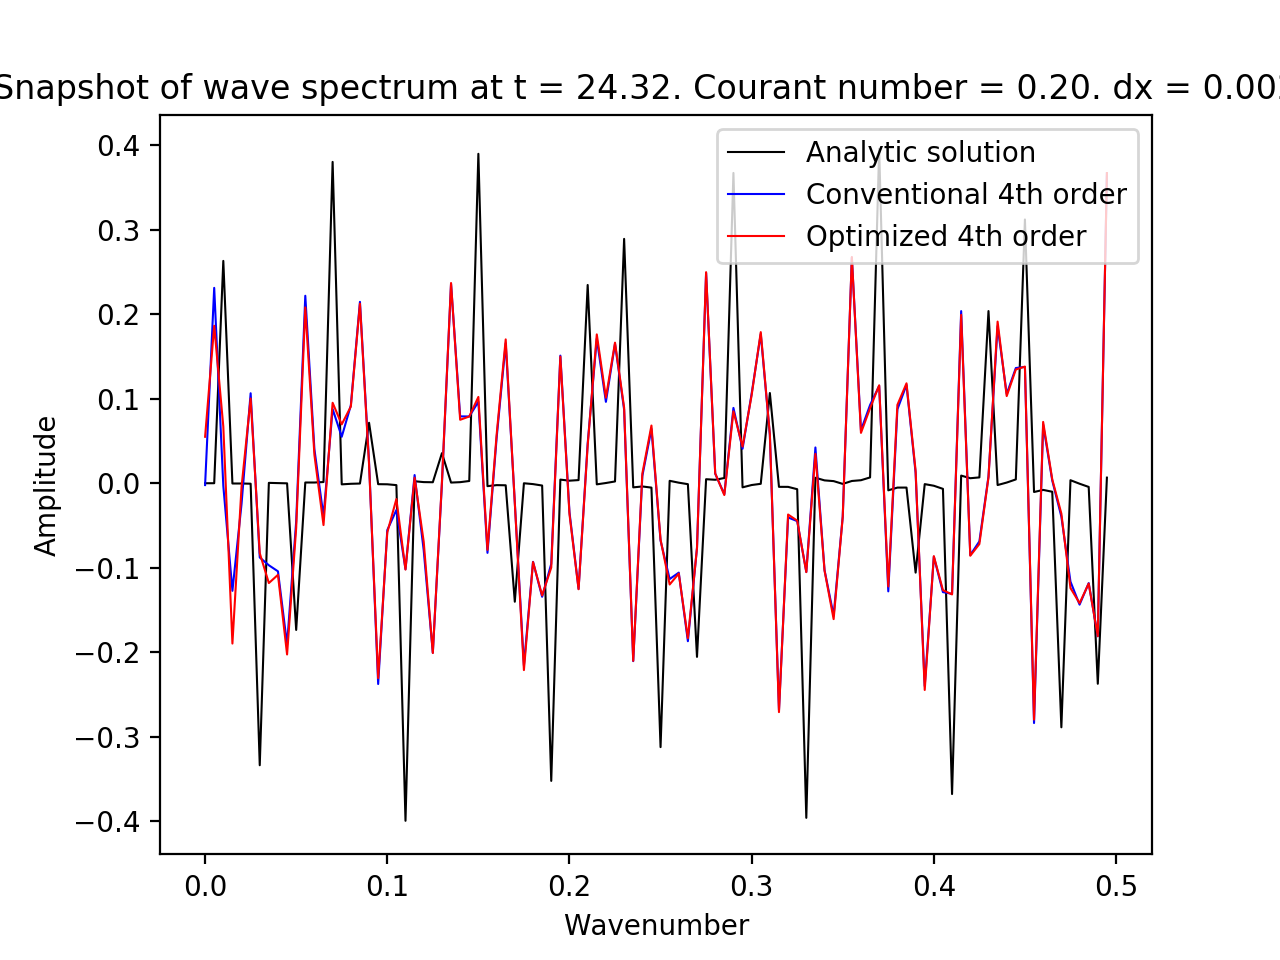 Snapshot of wave spectrum at t = 24.32. Courant number = 0.20. dx = 0.00
Analytic solution
Conventional 4th order
Optimized 4th order
Amplitude
0.4
0.3
0.2
0.1
0.0
−0.1
−0.2
−0.3
−0.4
0.0 0.1 0.2 0.3 0.4 0.5
Wavenumber